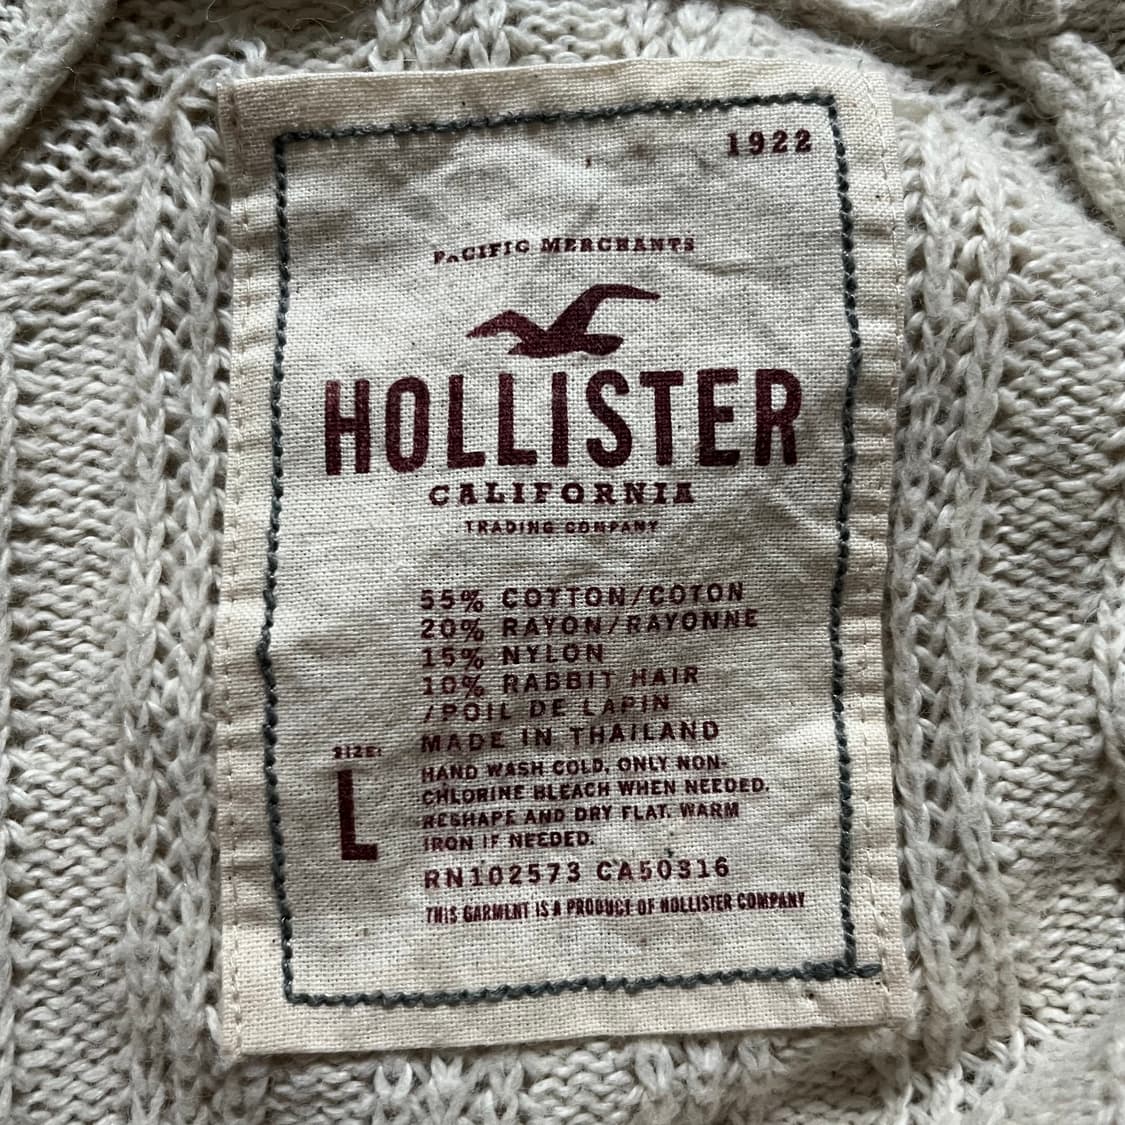 1922
PACIFIC MERCHANTS
HOLLISTER
CALIFORNIA
TRADING COMPANY
55% COTTON/COTON
20% RAYON/RAYONNE
15% NYLON
10% RABBIT HAIR
/POIL DE LAPIN
MADE IN THAILAND
SIZE:
L
HAND WASH COLD, ONLY NON-
CHLORINE BLEACH WHEN NEEDED.
RESHAPE AND DRY FLAT. WARM
IRON IF NEEDED.
RN102573 CA50316
THIS GARMENT IS A PRODUCT OF HOLLISTER COMPANY